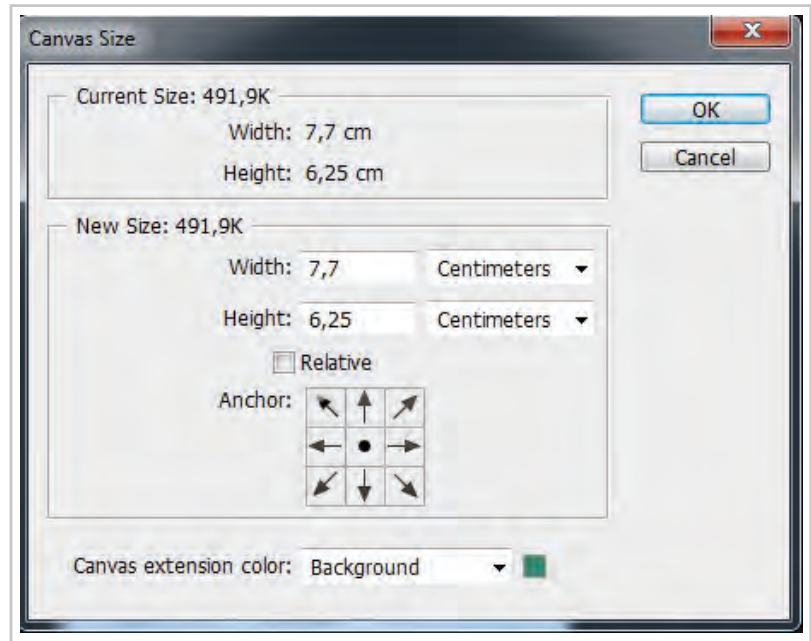 Canvas Size
Current Size: 491,9K
Width: 7,7 cm
Height: 6,25 cm
OK
Cancel
New Size: 491,9K
Width: 7,7 Centimeters
Height: 6,25 Centimeters
Relative
Anchor:
Canvas extension color: Background